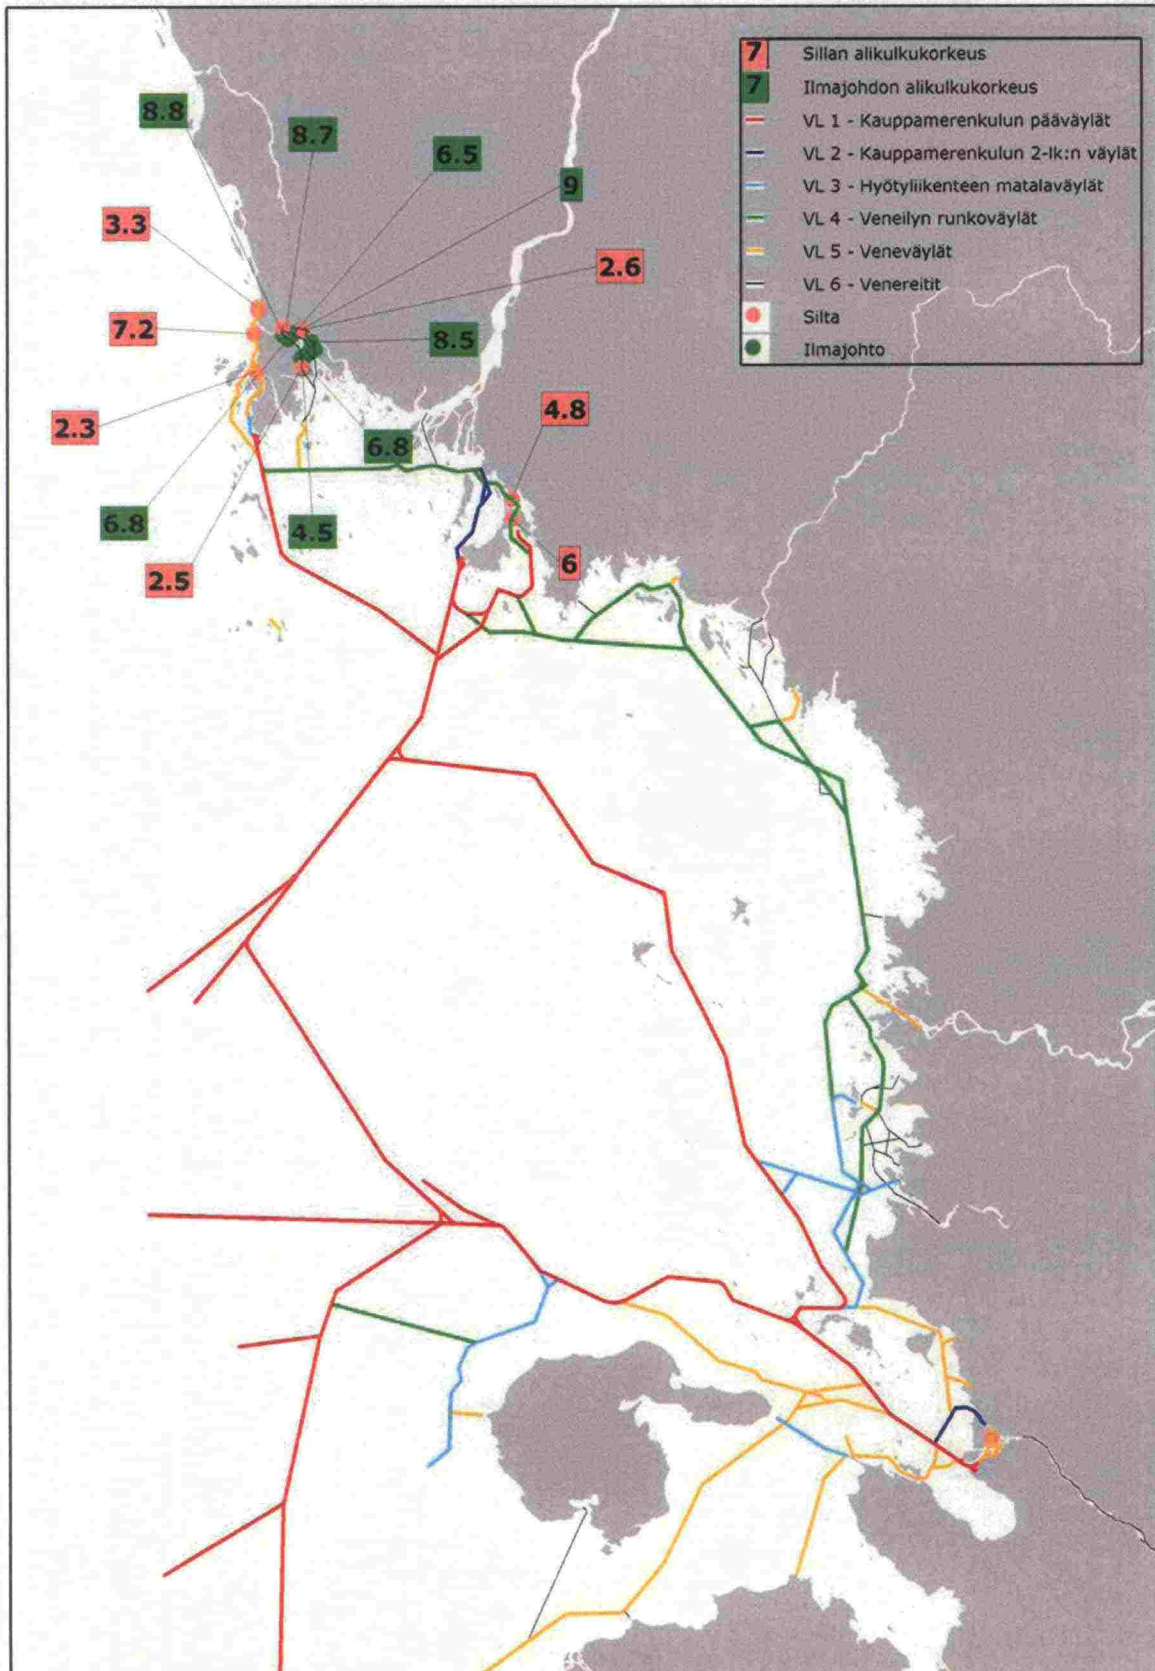 7 Sillan alikulkukorkeus
7 Ilmajohdon alikulkukorkeus
VL 1 - Kauppamerenkulun pääväylät
VL 2 - Kauppamerenkulun 2-lk:n väylät
VL 3 - Hyötyliikenteen matalaväylät
VL 4 - Veneilyn runkoväylät
VL 5 - Veneväylät
VL 6 - Venereitit
Silta
Ilmajohto
8.8
8.7
6.5
9
3.3
2.6
7.2
8.5
2.3
4.8
6.8
6.8
4.5
6
2.5